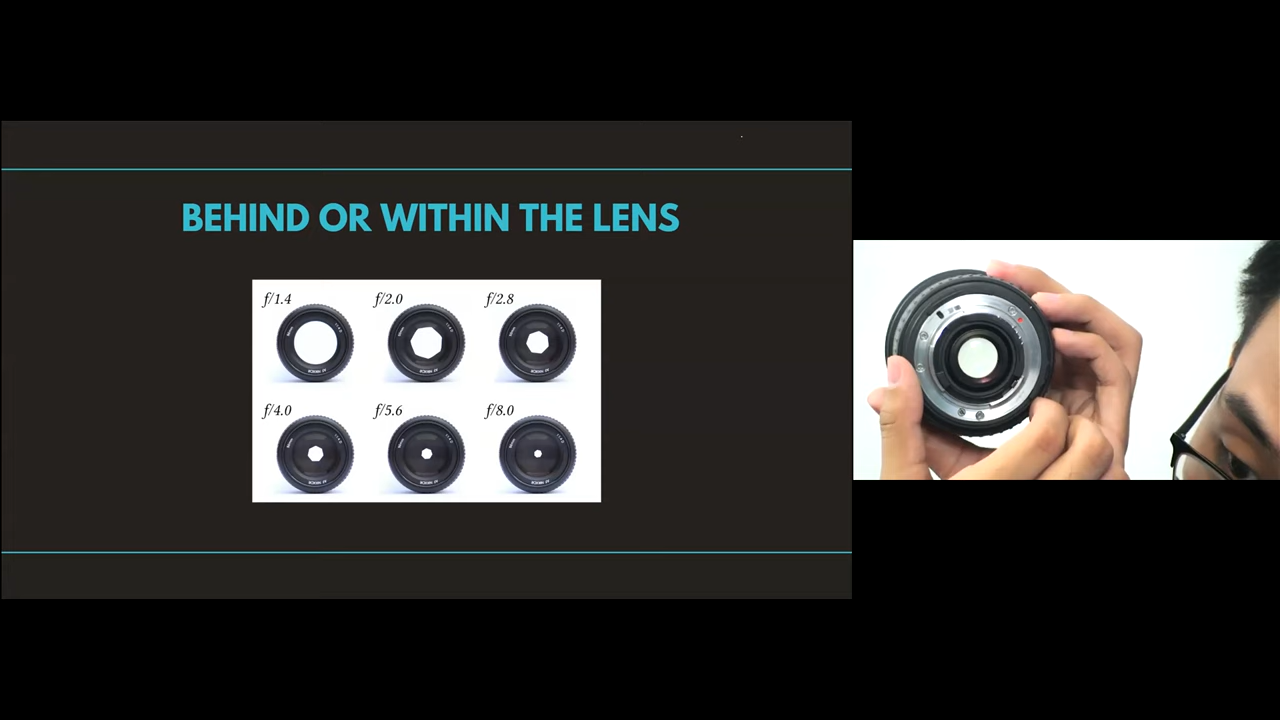 BEHIND OR WITHIN THE LENS
f/1.4
f/2.0
f/2.8
f/4.0
f/5.6
f/8.0